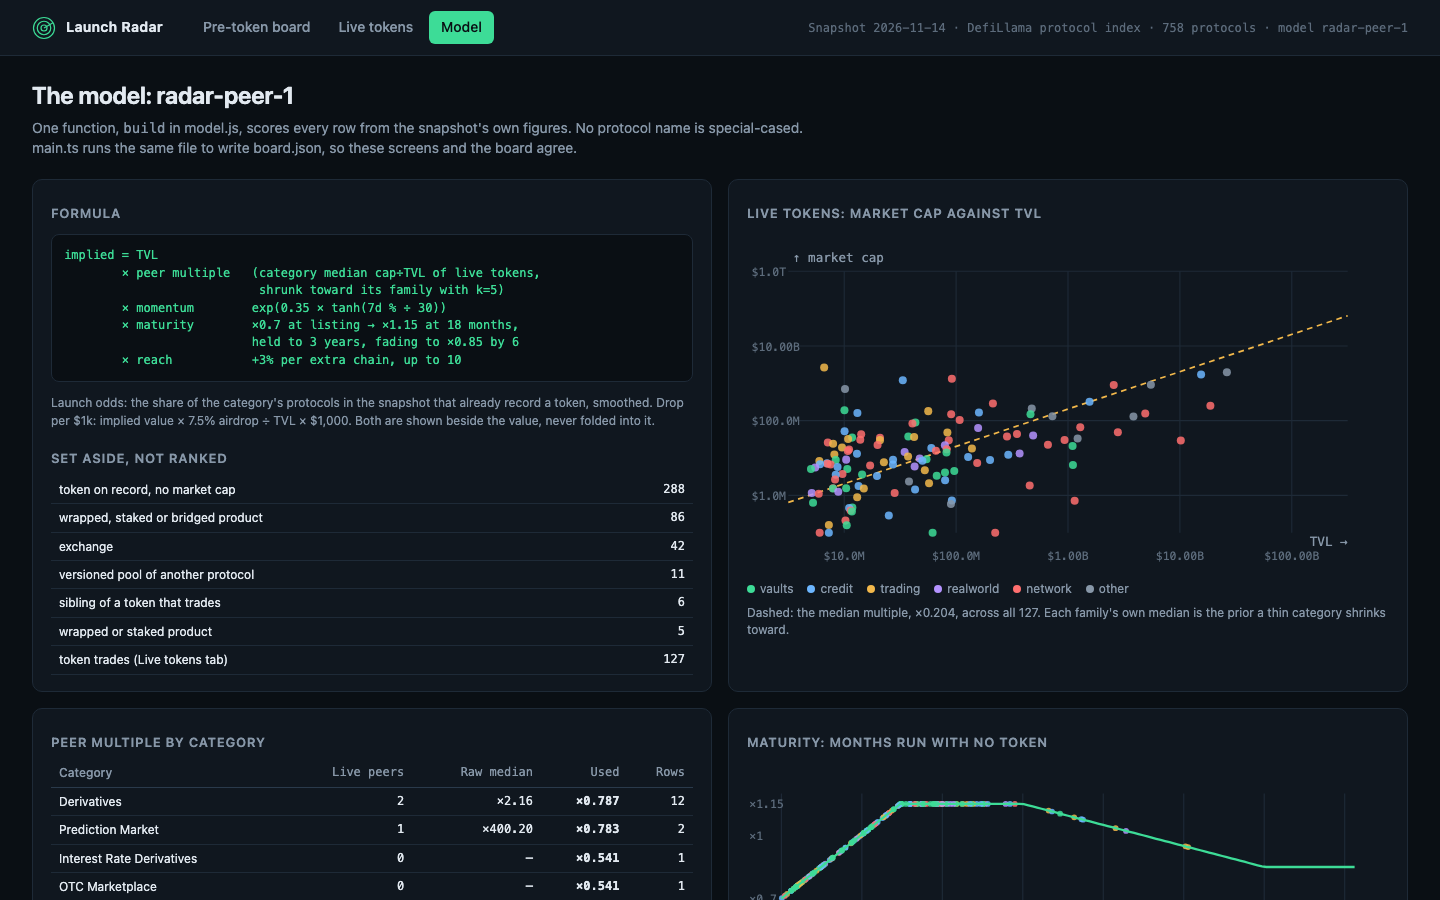 Launch Radar
Pre-token board
Live tokens
Model
Snapshot 2026-11-14 · DefiLlama protocol index · 758 protocols · model radar-peer-1
The model: radar-peer-1
One function, build in model.js, scores every row from the snapshot's own figures. No protocol name is special-cased.
main.ts runs the same file to write board.json, so these screens and the board agree.
FORMULA
implied = TVL
× peer multiple (category median cap÷TVL of live tokens,
shrunk toward its family with k=5)
× momentum exp(0.35 × tanh(7d % ÷ 30))
× maturity ×0.7 at listing → ×1.15 at 18 months,
held to 3 years, fading to ×0.85 by 6
× reach +3% per extra chain, up to 10
Launch odds: the share of the category's protocols in the snapshot that already record a token, smoothed. Drop
per $1k: implied value × 7.5% airdrop ÷ TVL × $1,000. Both are shown beside the value, never folded into it.
SET ASIDE, NOT RANKED
token on record, no market cap 288
wrapped, staked or bridged product 86
exchange 42
versioned pool of another protocol 11
sibling of a token that trades 6
wrapped or staked product 5
token trades (Live tokens tab) 127
LIVE TOKENS: MARKET CAP AGAINST TVL
↑ market cap
$1.0T
$10.00B
$100.0M
$1.0M
TVL →
$10.0M $100.0M $1.00B $10.00B $100.00B
vaults credit trading realworld network other
Dashed: the median multiple, ×0.204, across all 127. Each family's own median is the prior a thin category shrinks
toward.
PEER MULTIPLE BY CATEGORY
Category Live peers Raw median Used Rows
Derivatives 2 ×2.16 ×0.787 12
Prediction Market 1 ×400.20 ×0.783 2
Interest Rate Derivatives 0 — ×0.541 1
OTC Marketplace 0 — ×0.541 1
MATURITY: MONTHS RUN WITH NO TOKEN
×1.15
×1
×0.7